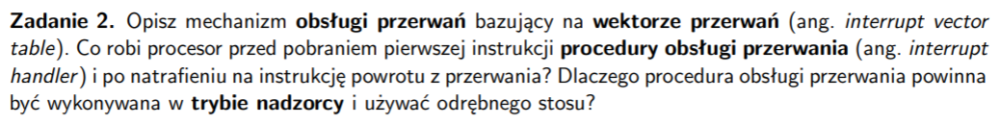 Zadanie 2. Opisz mechanizm obsługi przerwań bazujący na wektorze przerwań (ang. interrupt vector
table). Co robi procesor przed pobraniem pierwszej instrukcji procedury obsługi przerwania (ang. interrupt
handler) i po natrafieniu na instrukcję powrotu z przerwania? Dlaczego procedura obsługi przerwania powinna
być wykonywana w trybie nadzorcy i używać odrębnego stosu?